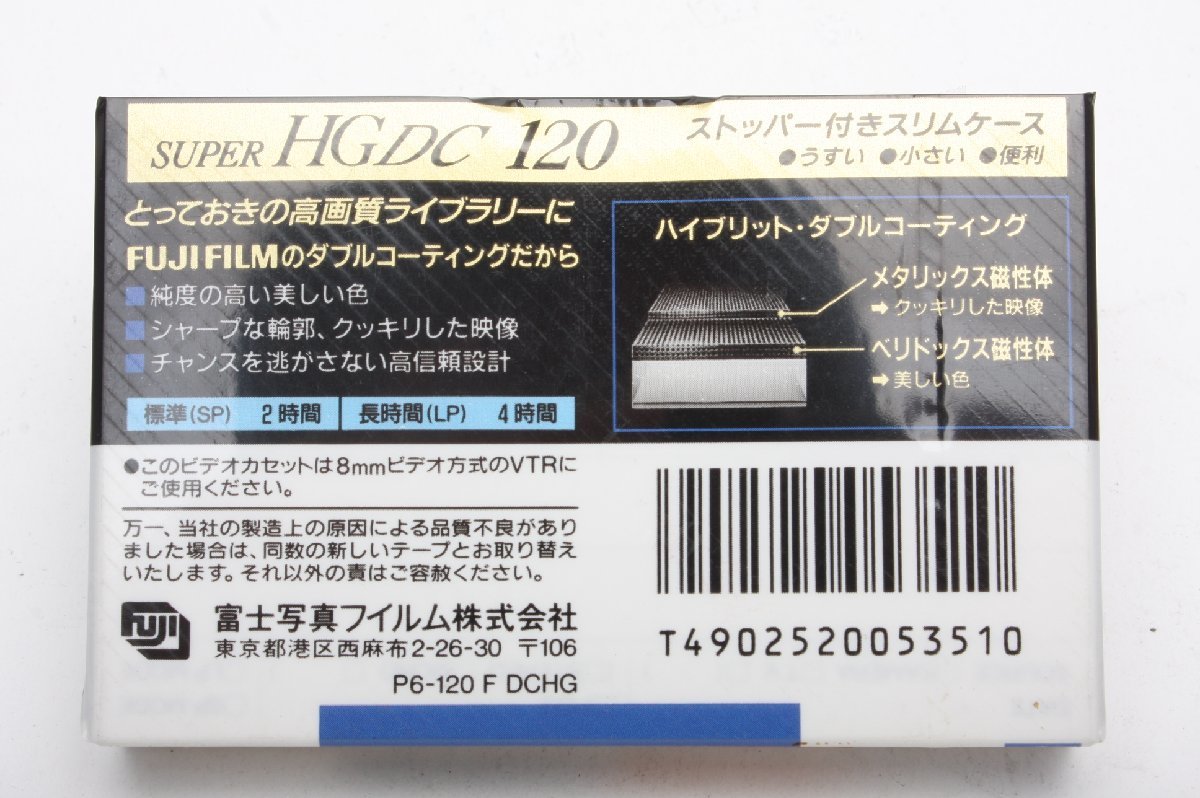 SUPER HGDC 120
ストッパー付きスリムケース
●うすい ●小さい ●便利
とっておきの高画質ライブラリーに
FUJI FILMのダブルコーティングだから
■純度の高い美しい色
■シャープな輪郭、クッキリした映像
■チャンスを逃がさない高信頼設計
標準(SP) 2時間 長時間(LP) 4時間
ハイブリット・ダブルコーティング
メタリックス磁性体
➡クッキリした映像
ベリドックス磁性体
➡美しい色
●このビデオカセットは8mmビデオ方式のVTRに
ご使用ください。
万一、当社の製造上の原因による品質不良があり
ました場合は、同数の新しいテープとお取り替え
いたします。それ以外の責はご容赦ください。
FUJI
富士写真フイルム株式会社
東京都港区西麻布2-26-30 〒106
P6-120 F DCHG
T4902520053510